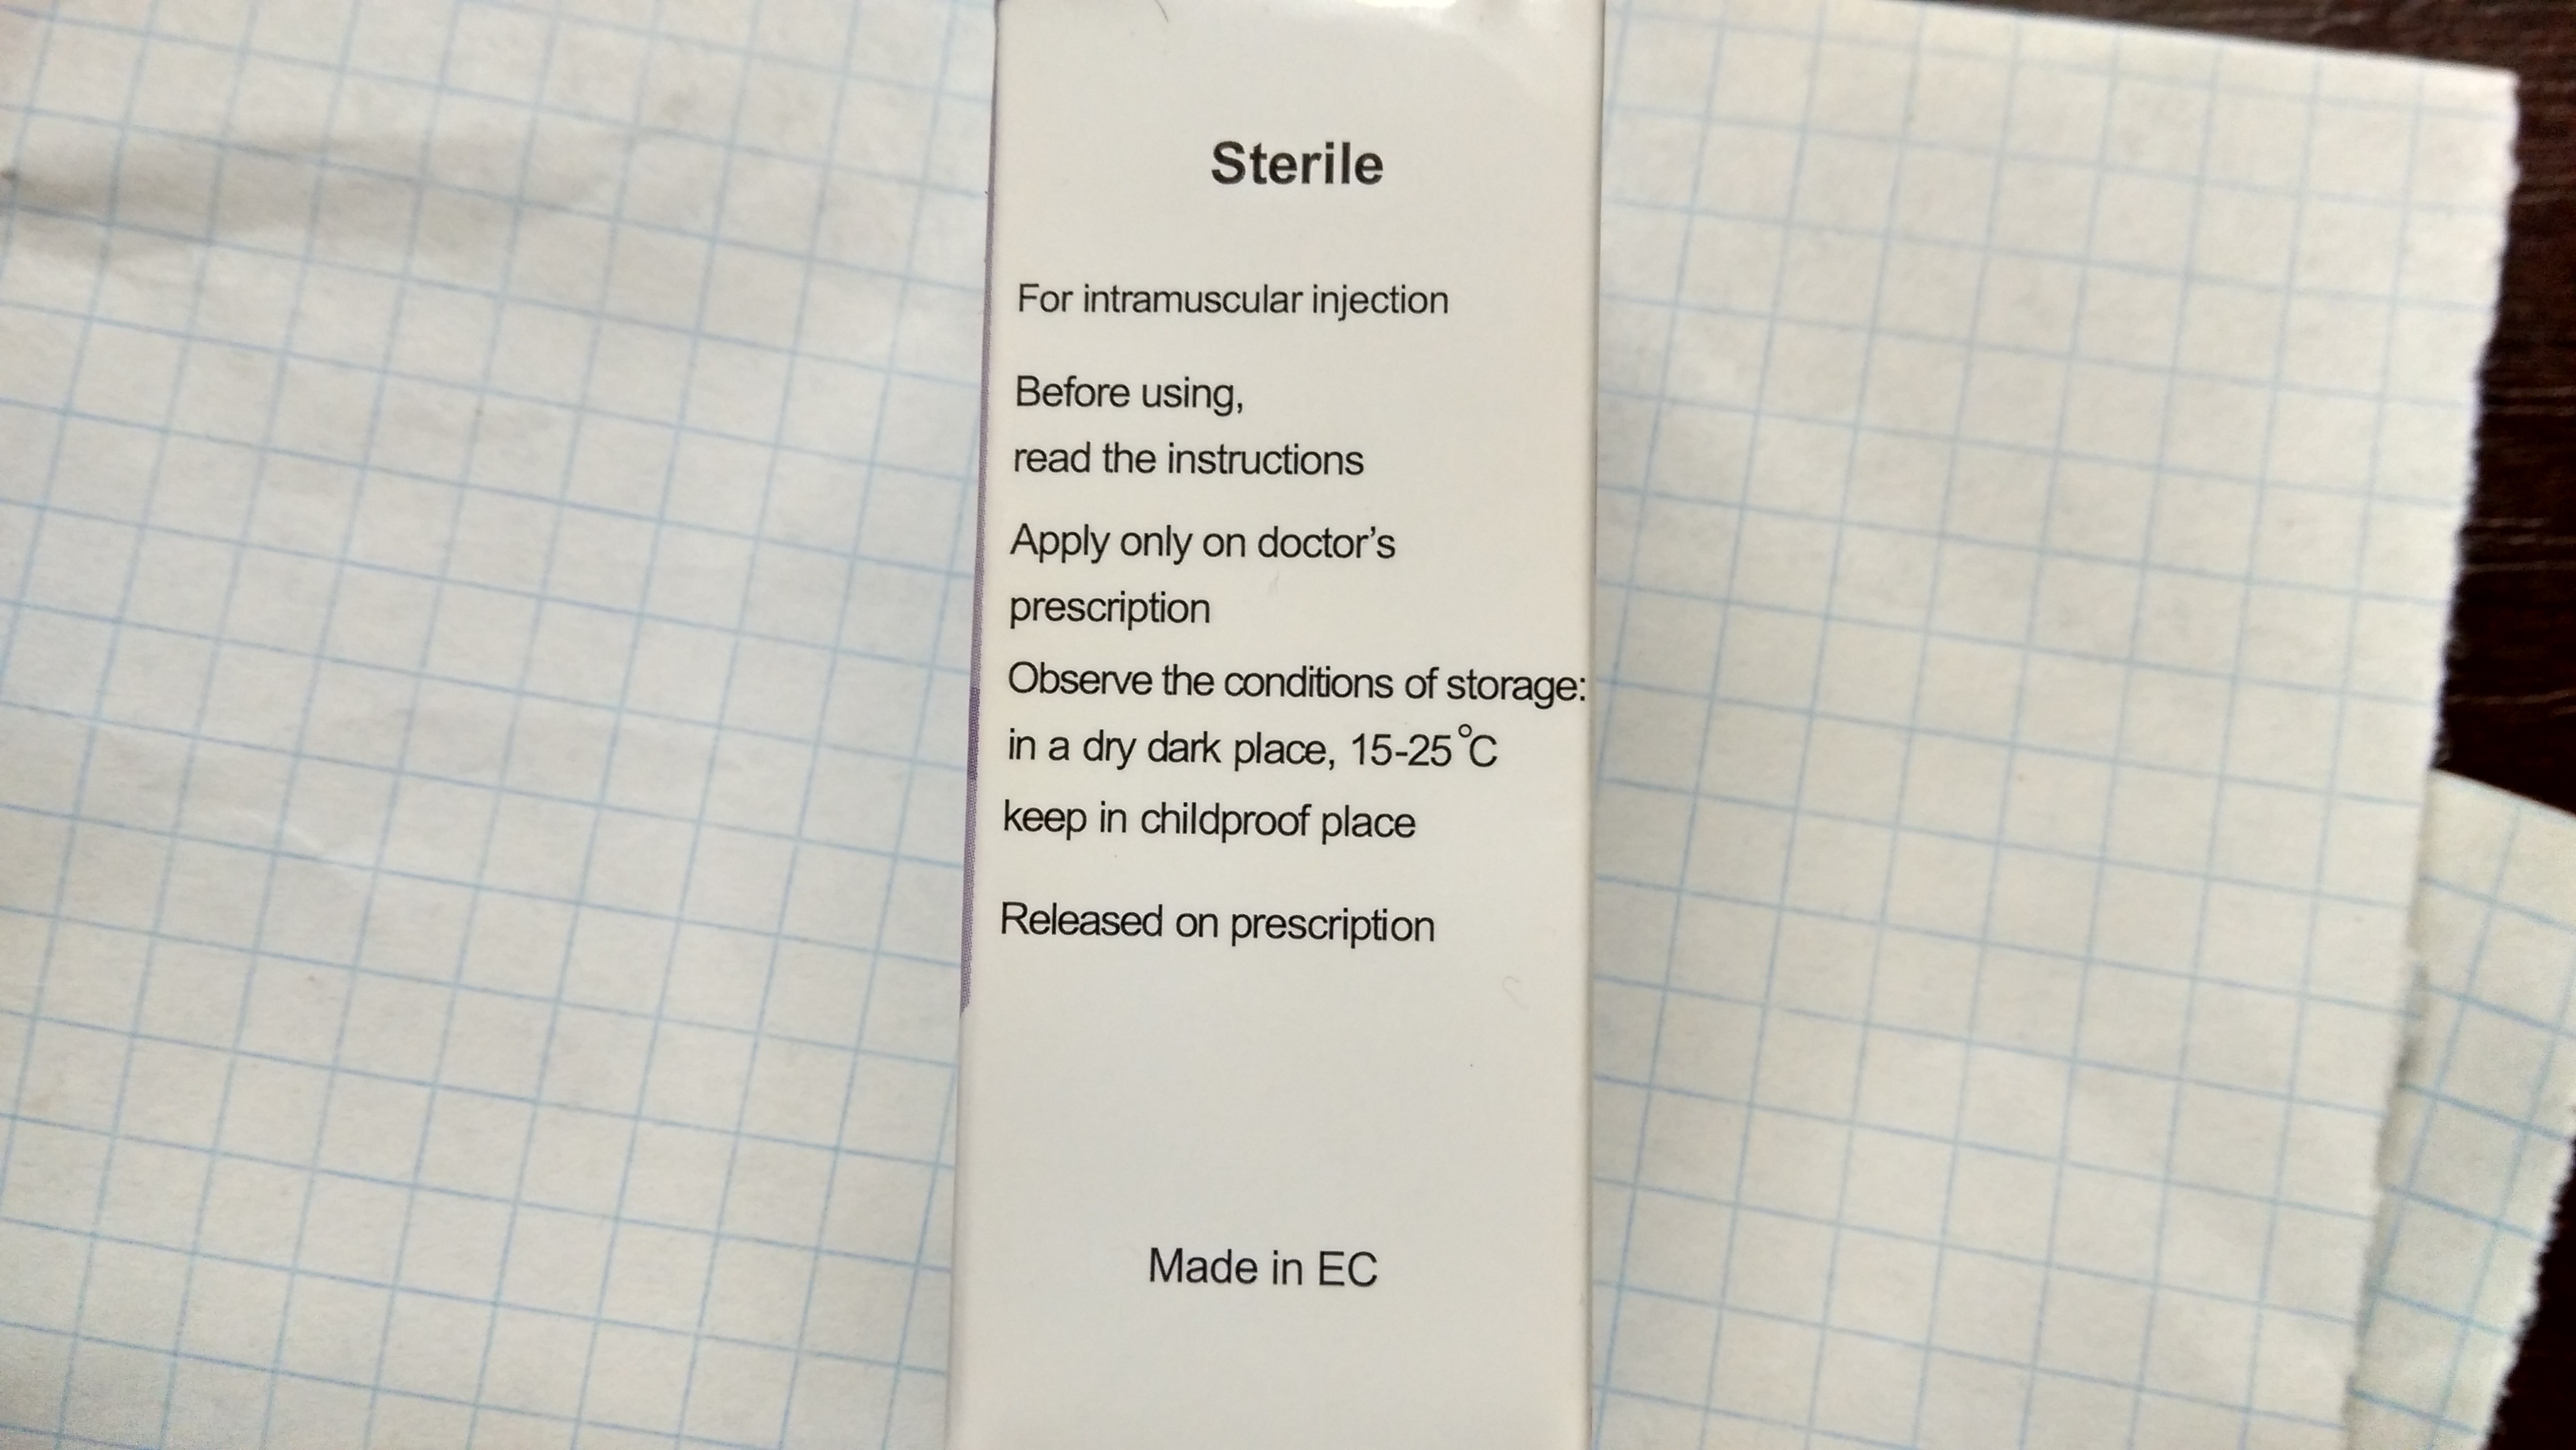 Sterile
For intramuscular injection
Before using,
read the instructions
Apply only on doctor’s
prescription
Observe the conditions of storage:
in a dry dark place, 15-25°C
keep in childproof place
Released on prescription
Made in EC